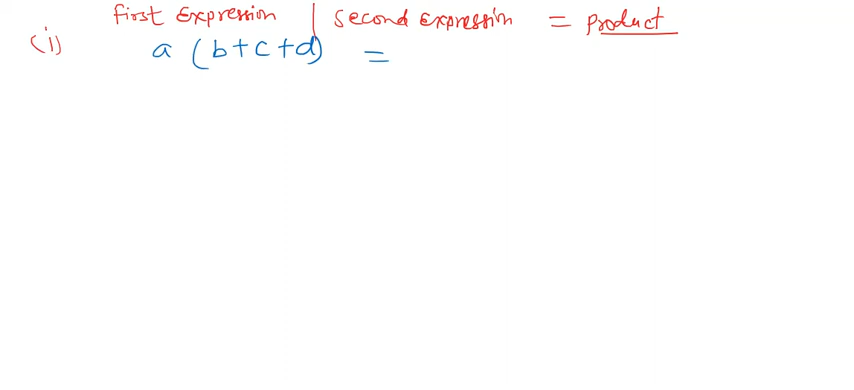 First Expression | Second Expression = product
(i) a (b+c+d) =